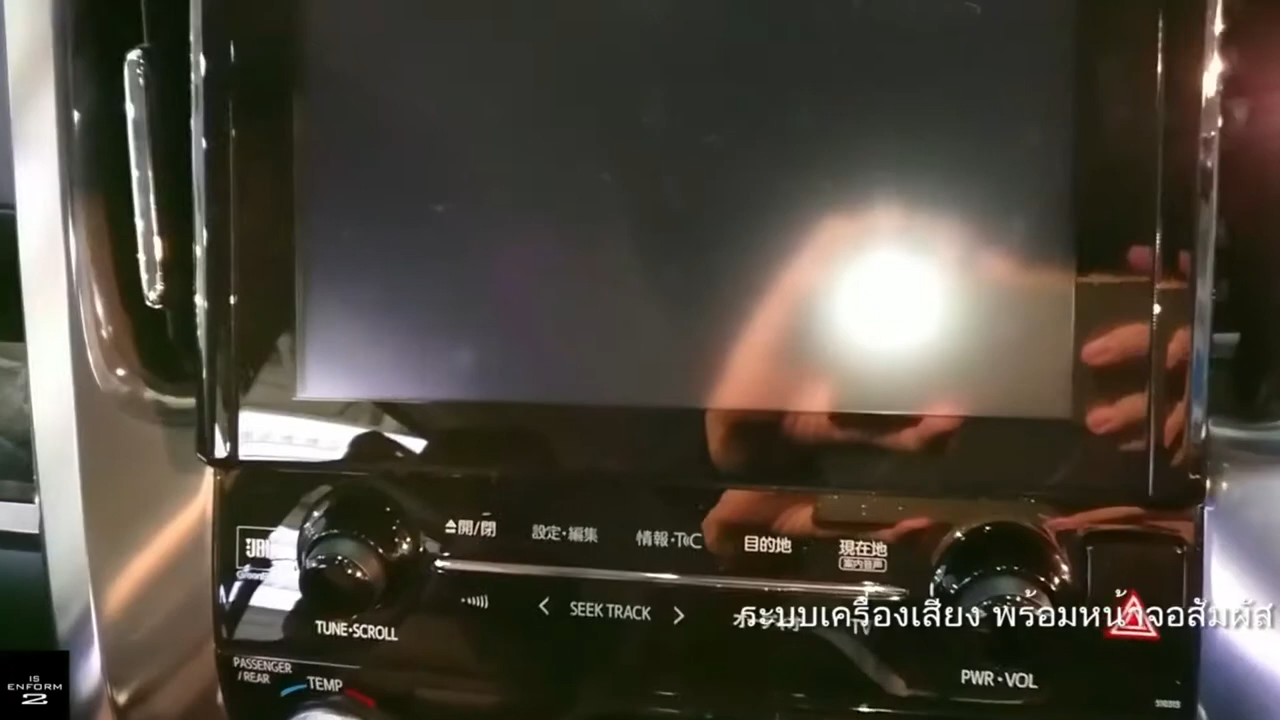 ▲開/閉
設定・編集
情報・T
目的地
現在地
案内音声
JBL
< SEEK TRACK >
TUNE・SCROLL
ระบบเครื่องเสียง พร้อมหน้าจอสัมผัส
TV
PASSENGER
/REAR
TEMP
PWR・VOL
IS
ENFORM
2